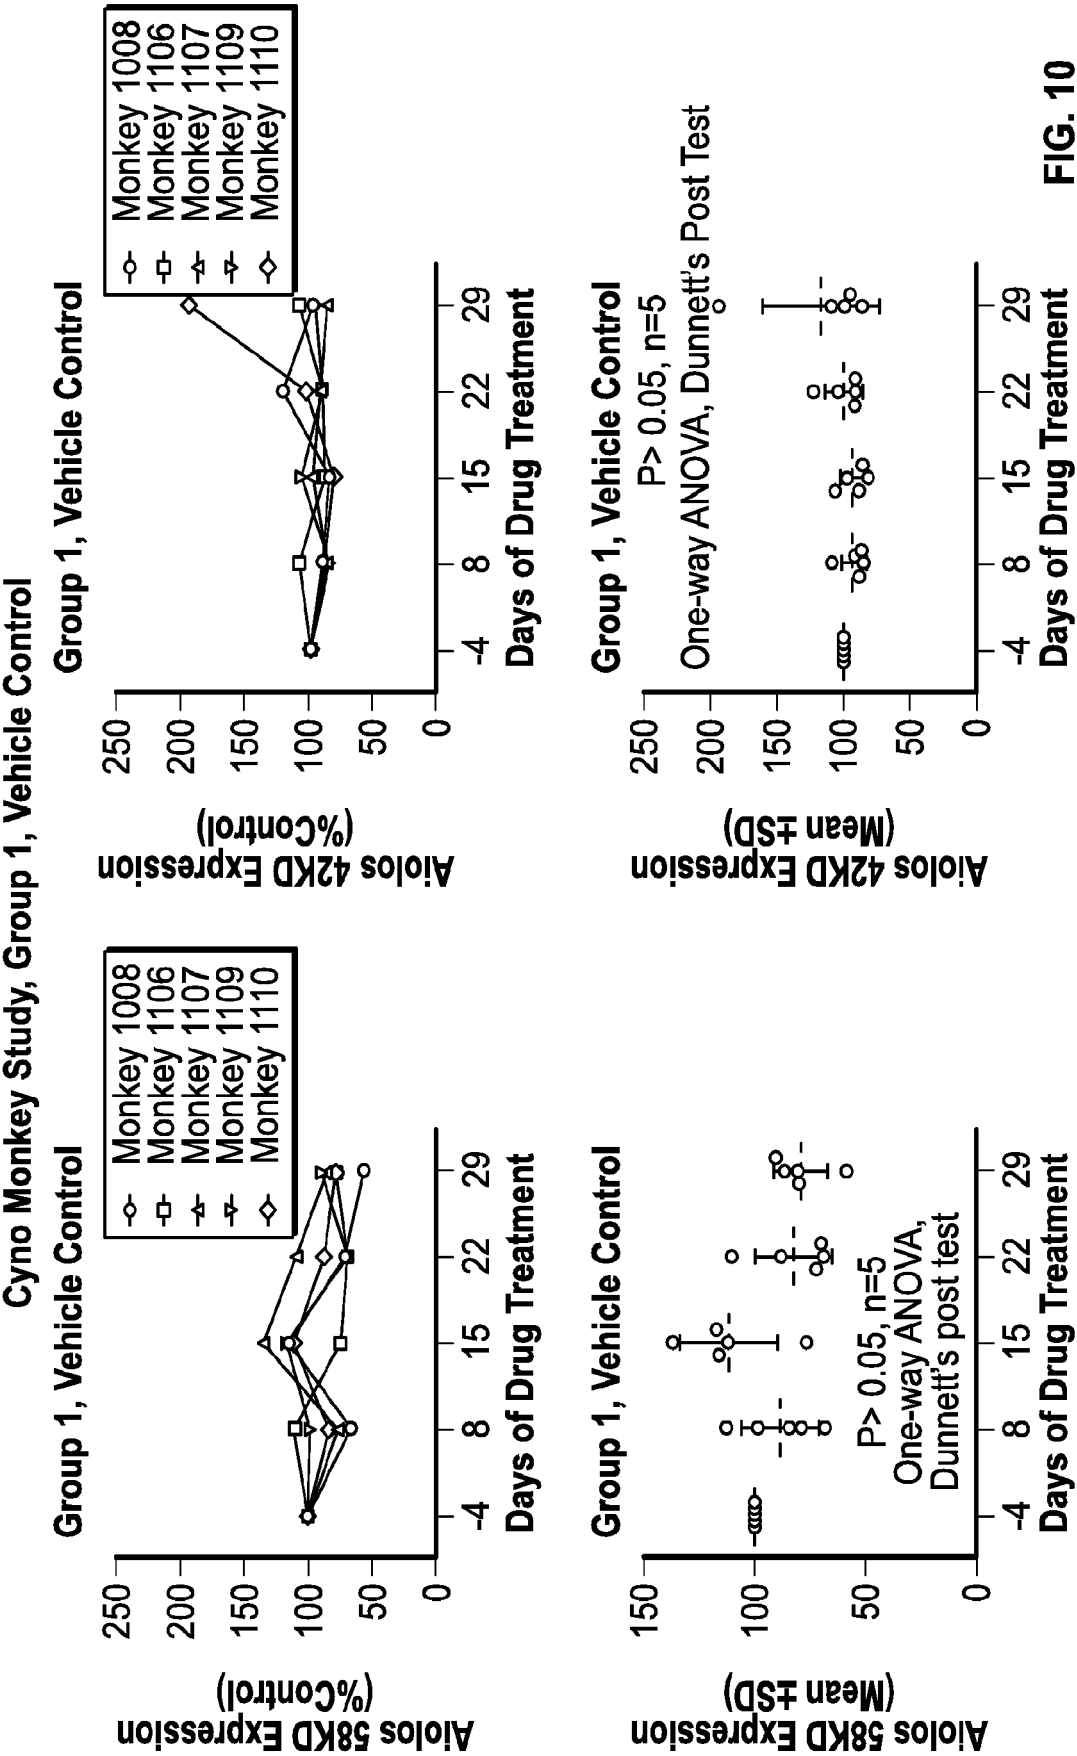 Cyno Monkey Study, Group 1, Vehicle Control
Group 1, Vehicle Control
Monkey 1008
Monkey 1106
Monkey 1107
Monkey 1109
Monkey 1110
Aiolos 58KD Expression
(%Control)
250
200
150
100
50
0
-4 8 15 22 29
Days of Drug Treatment
Group 1, Vehicle Control
Monkey 1008
Monkey 1106
Monkey 1107
Monkey 1109
Monkey 1110
Aiolos 42KD Expression
(%Control)
250
200
150
100
50
0
-4 8 15 22 29
Days of Drug Treatment
Group 1, Vehicle Control
Aiolos 58KD Expression
(Mean ±SD)
150
100
50
0
P> 0.05, n=5
One-way ANOVA,
Dunnett's post test
-4 8 15 22 29
Days of Drug Treatment
Group 1, Vehicle Control
P> 0.05, n=5
One-way ANOVA, Dunnett's Post Test
Aiolos 42KD Expression
(Mean ±SD)
250
200
150
100
50
0
-4 8 15 22 29
Days of Drug Treatment
FIG. 10